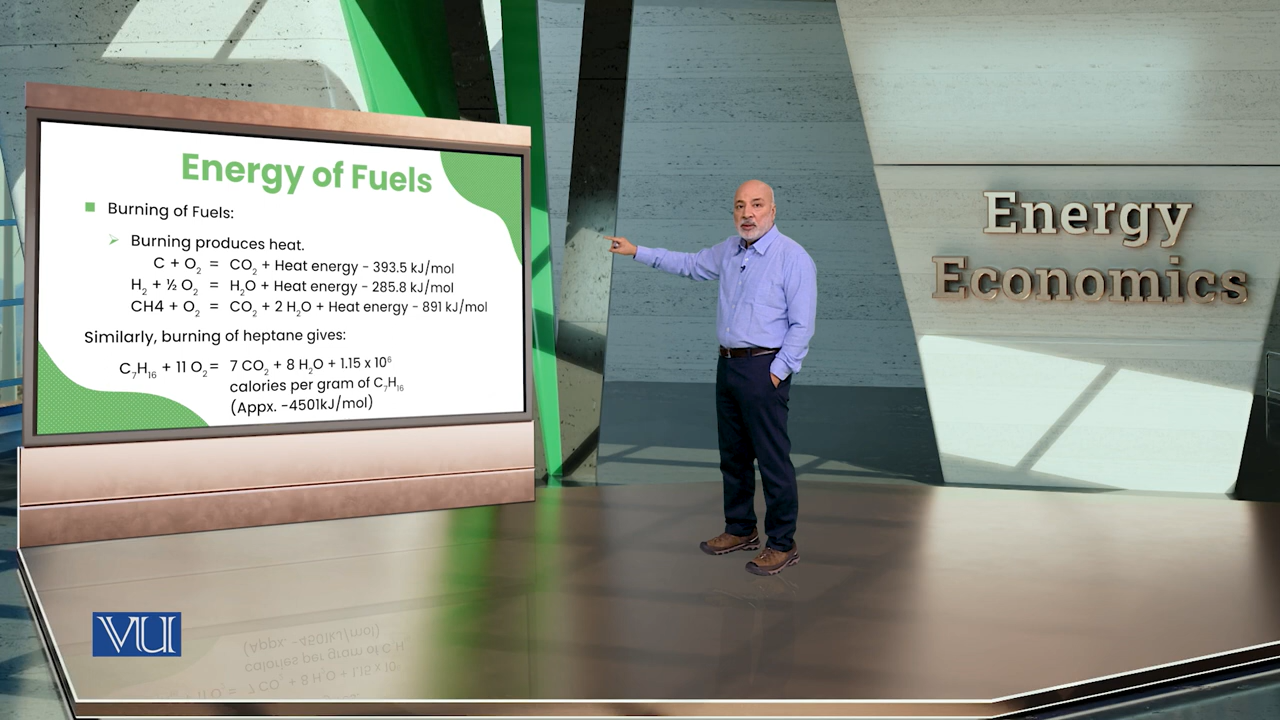 Energy of Fuels
Burning of Fuels:
Burning produces heat.
C + O₂ = CO₂ + Heat energy - 393.5 kJ/mol
H₂ + ½ O₂ = H₂O + Heat energy - 285.8 kJ/mol
CH4 + O₂ = CO₂ + 2 H₂O + Heat energy - 891 kJ/mol
Similarly, burning of heptane gives:
C₇H₁₆ + 11 O₂ = 7 CO₂ + 8 H₂O + 1.15 x 10⁶
calories per gram of C₇H₁₆
(Appx. -4501kJ/mol)
Energy
Economics
VU